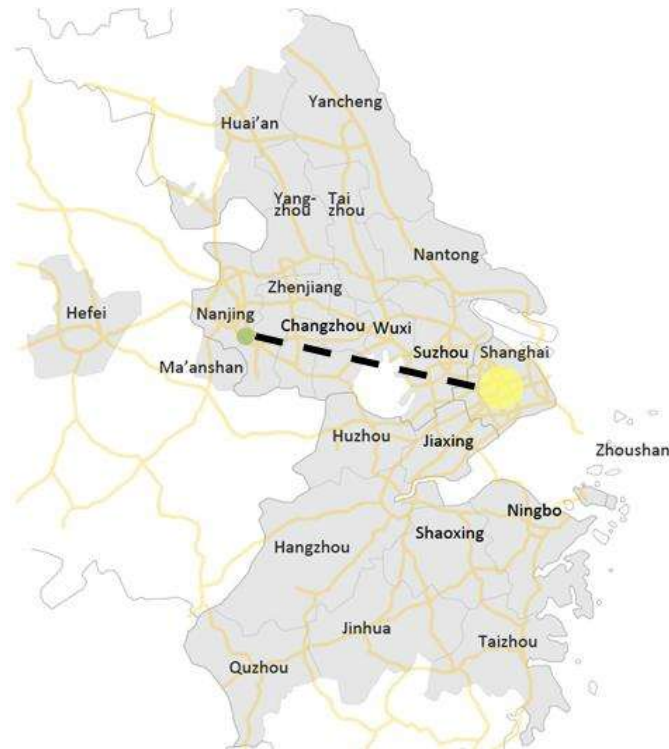 Yancheng
Huai'an
Yang-
zhou
Tai
zhou
Nantong
Zhenjiang
Hefei
Nanjing
Changzhou
Wuxi
Suzhou
Shanghai
Ma'anshan
Huzhou
Jiaxing
Zhoushan
Ningbo
Shaoxing
Hangzhou
Jinhua
Taizhou
Quzhou